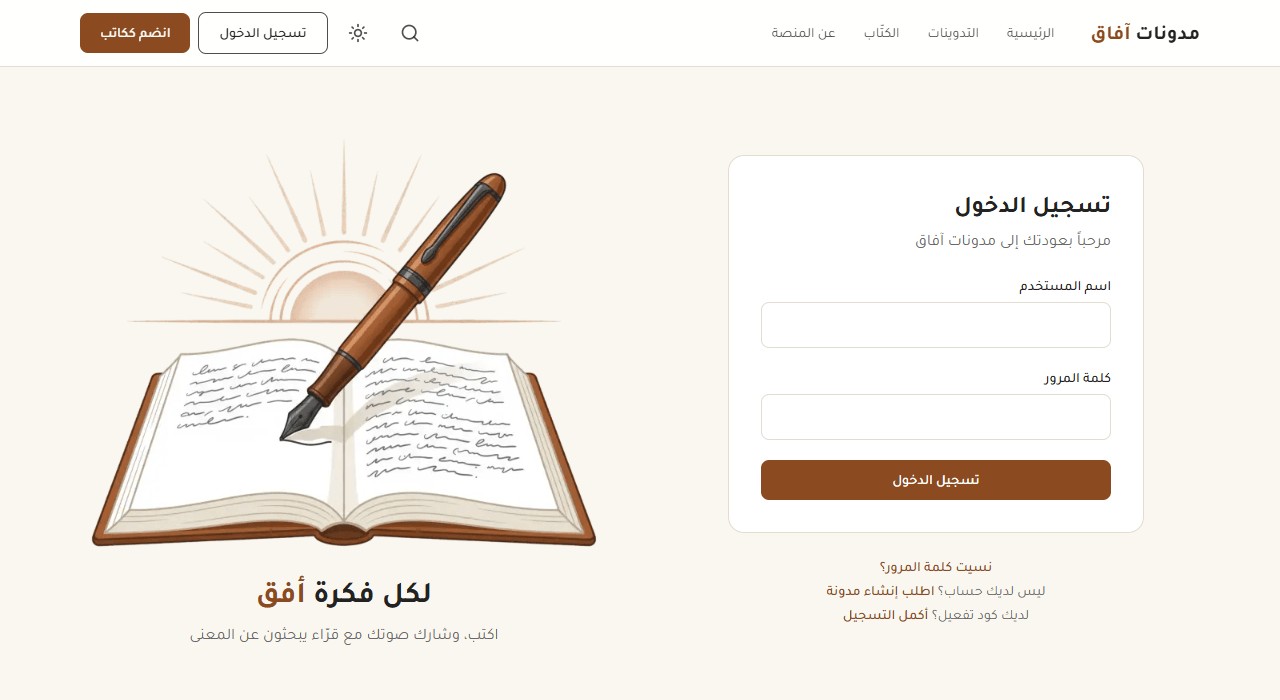 مدونات آفاق
الرئيسية
التدوينات
الكتّاب
عن المنصة
تسجيل الدخول
انضم ككاتب
تسجيل الدخول
مرحباً بعودتك إلى مدونات آفاق
اسم المستخدم
كلمة المرور
تسجيل الدخول
نسيت كلمة المرور؟
ليس لديك حساب؟ اطلب إنشاء مدونة
لديك كود تفعيل؟ أكمل التسجيل
لكل فكرة أفق
اكتب، وشارك صوتك مع قرّاء يبحثون عن المعنى